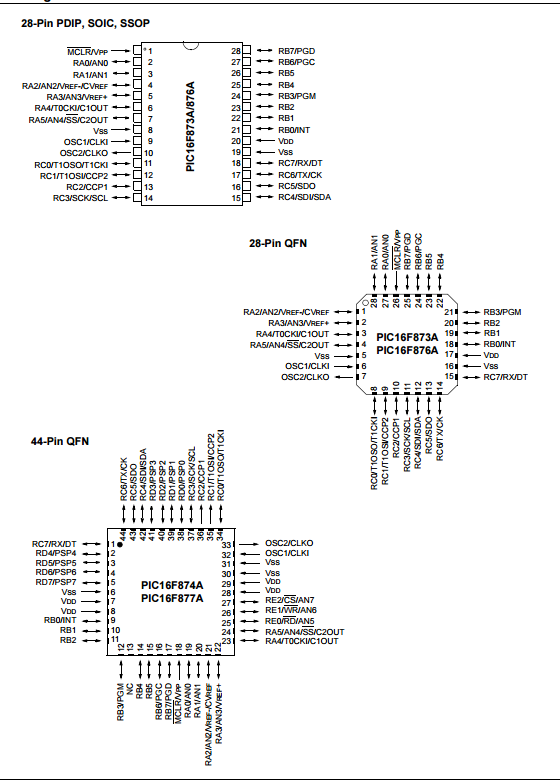 28-Pin PDIP, SOIC, SSOP
MCLR/VPP 1 28 RB7/PGD
RA0/AN0 2 27 RB6/PGC
RA1/AN1 3 26 RB5
RA2/AN2/VREF-/CVREF 4 25 RB4
RA3/AN3/VREF+ 5 24 RB3/PGM
RA4/T0CKI/C1OUT 6 23 RB2
RA5/AN4/SS/C2OUT 7 22 RB1
VSS 8 21 RB0/INT
OSC1/CLKI 9 20 VDD
OSC2/CLKO 10 19 VSS
RC0/T1OSO/T1CKI 11 18 RC7/RX/DT
RC1/T1OSI/CCP2 12 17 RC6/TX/CK
RC2/CCP1 13 16 RC5/SDO
RC3/SCK/SCL 14 15 RC4/SDI/SDA
PIC16F873A/876A
28-Pin QFN
RA1/AN1
RA0/AN0
MCLR/VPP
RB7/PGD
RB6/PGC
RB5
RB4
28 27 26 25 24 23 22
RA2/AN2/VREF-/CVREF 1 21 RB3/PGM
RA3/AN3/VREF+ 2 20 RB2
RA4/T0CKI/C1OUT 3 19 RB1
RA5/AN4/SS/C2OUT 4 18 RB0/INT
VSS 5 17 VDD
OSC1/CLKI 6 16 VSS
OSC2/CLKO 7 15 RC7/RX/DT
PIC16F873A
PIC16F876A
8 9 10 11 12 13 14
RC0/T1OSO/T1CKI
RC1/T1OSI/CCP2
RC2/CCP1
RC3/SCK/SCL
RC4/SDI/SDA
RC5/SDO
RC6/TX/CK
44-Pin QFN
RC6/TX/CK
RC5/SDO
RC4/SDI/SDA
RD3/PSP3
RD2/PSP2
RD1/PSP1
RD0/PSP0
RC3/SCK/SCL
RC2/CCP1
RC1/T1OSI/CCP2
RC0/T1OSO/T1CKI
44 43 42 41 40 39 38 37 36 35 34
RC7/RX/DT 1 33 OSC2/CLKO
RD4/PSP4 2 32 OSC1/CLKI
RD5/PSP5 3 31 VSS
RD6/PSP6 4 30 VSS
RD7/PSP7 5 29 VDD
VSS 6 28 VDD
VDD 7 27 RE2/CS/AN7
VDD 8 26 RE1/WR/AN6
RB0/INT 9 25 RE0/RD/AN5
RB1 10 24 RA5/AN4/SS/C2OUT
RB2 11 23 RA4/T0CKI/C1OUT
PIC16F874A
PIC16F877A
12 13 14 15 16 17 18 19 20 21 22
RB3/PGM
NC
RB4
RB5
RB6/PGC
RB7/PGD
MCLR/VPP
RA0/AN0
RA1/AN1
RA2/AN2/VREF-/CVREF
RA3/AN3/VREF+